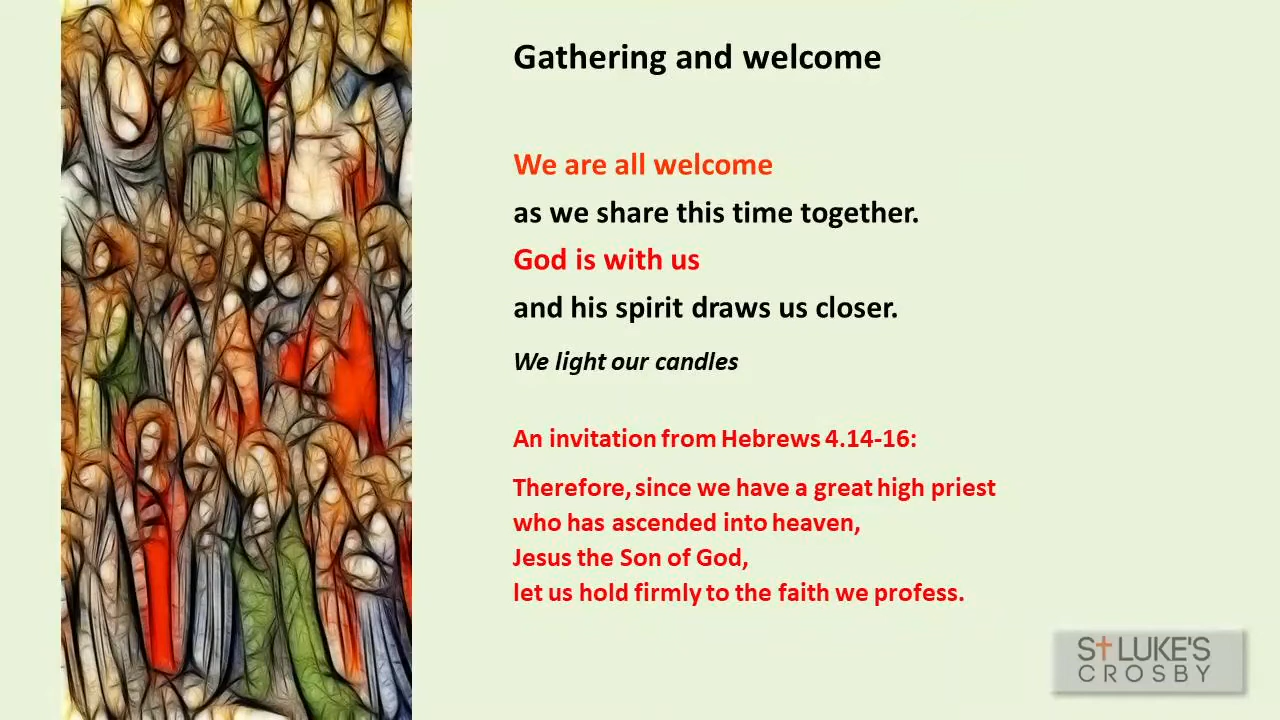 Gathering and welcome
We are all welcome
as we share this time together.
God is with us
and his spirit draws us closer.
We light our candles
An invitation from Hebrews 4.14-16:
Therefore, since we have a great high priest
who has ascended into heaven,
Jesus the Son of God,
let us hold firmly to the faith we profess.
ST LUKE'S
CROSBY